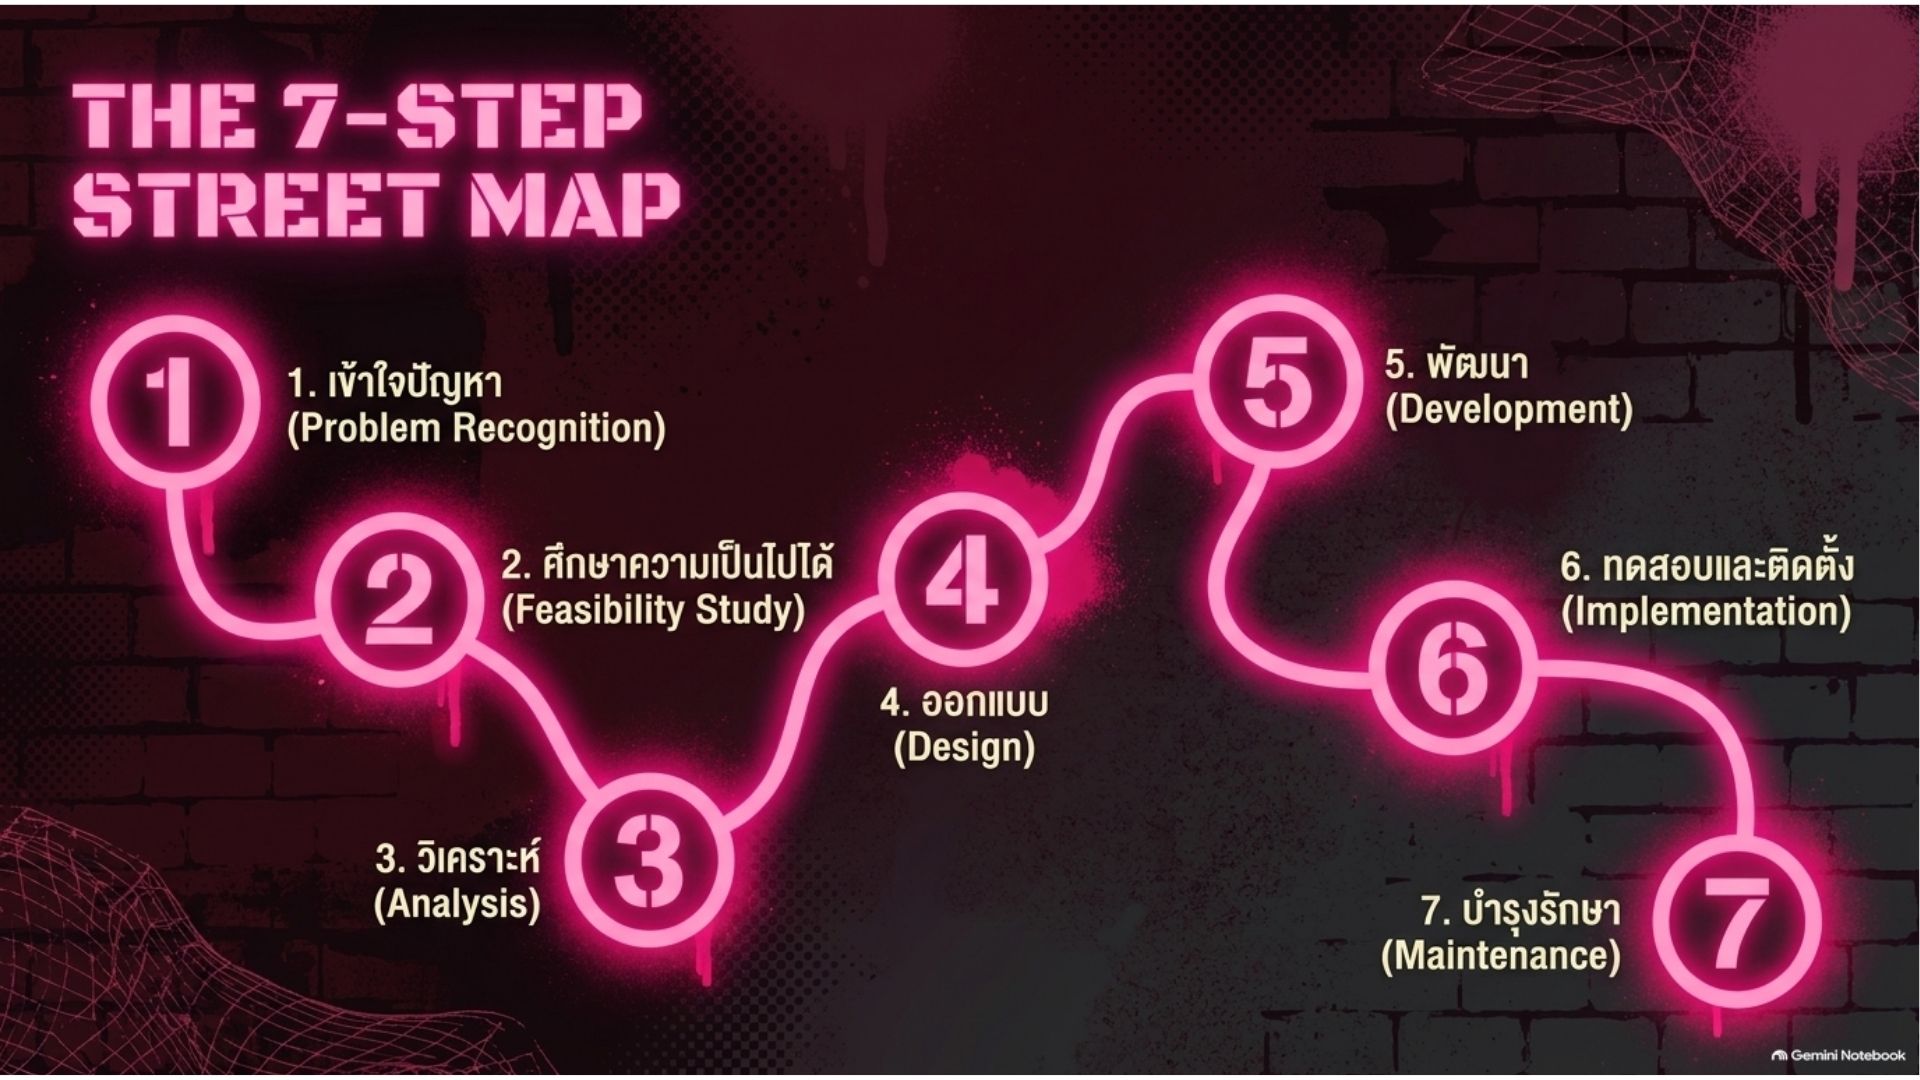 THE 7-STEP
STREET MAP
1
1. เข้าใจปัญหา
(Problem Recognition)
2
2. ศึกษาความเป็นไปได้
(Feasibility Study)
3
3. วิเคราะห์
(Analysis)
4
4. ออกแบบ
(Design)
5
5. พัฒนา
(Development)
6
6. ทดสอบและติดตั้ง
(Implementation)
7
7. บำรุงรักษา
(Maintenance)
Gemini Notebook